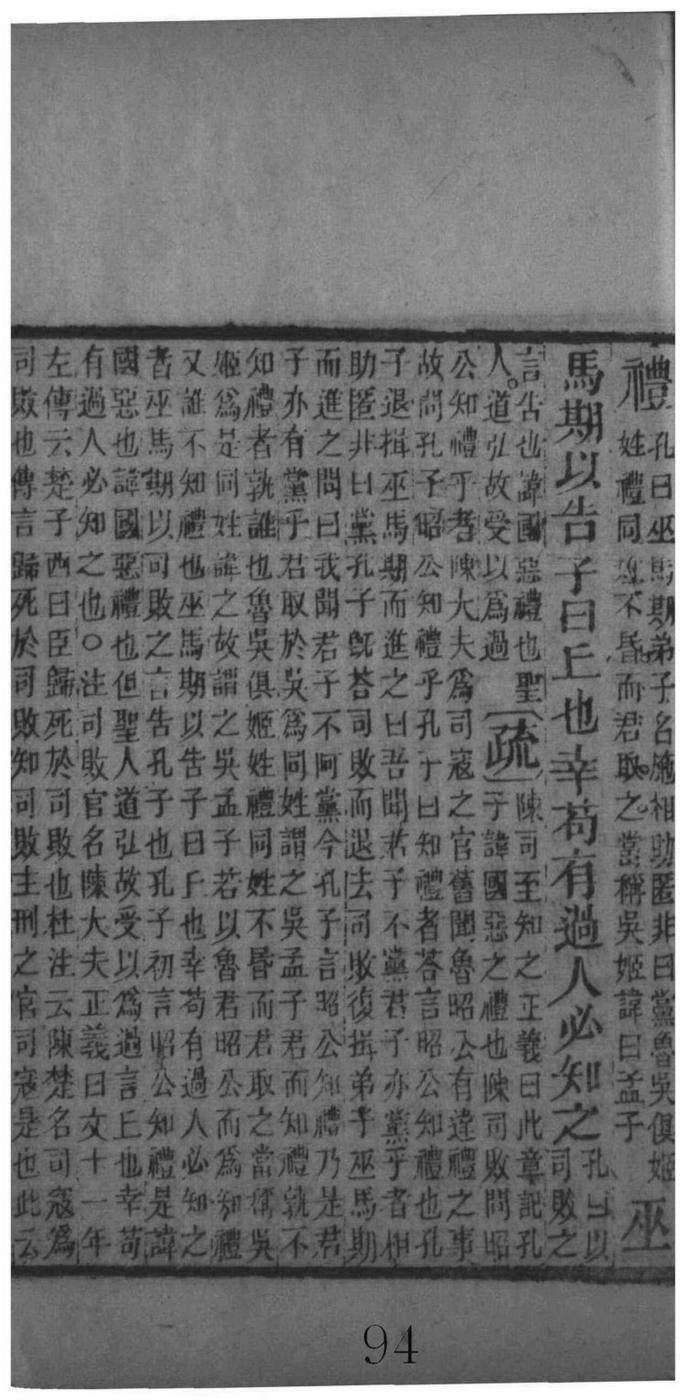 禮
孔曰巫馬期弟子名施相助匿非曰黨魯吳俱姬
姓禮同姓不昏而君取之當稱吳姬諱曰孟子
巫
馬期以告子曰丘也幸苟有過人必知之
孔曰以
司敗之
言告也諱國惡禮也聖
人道弘故受以爲過
疏
陳司至知之正義曰此章記孔
子諱國惡之禮也陳司敗問昭
公知禮乎者陳大夫爲司寇之官舊聞魯昭公有違禮之事
故問孔子昭公知禮乎孔子曰知禮者荅言昭公知禮也孔
子退揖巫馬期而進之曰吾聞君子不黨君子亦黨乎者相
助匿非曰黨孔子旣荅司敗而退去司敗復揖弟子巫馬期
而進之問曰我聞君子不阿黨今孔子言昭公知禮乃是君
子亦有黨乎君取於吳爲同姓謂之吳孟子君而知禮孰不
知禮者孰誰也魯吳俱姬姓禮同姓不昏而君取之當稱吳
姬爲是同姓諱之故謂之吳孟子若以魯君昭公而爲知禮
又誰不知禮也巫馬期以告子曰丘也幸苟有過人必知之
者巫馬期以司敗之言告孔子也孔子初言昭公知禮是諱
國惡也諱國惡禮也但聖人道弘故受以爲過言丘也幸苟
有過人必知之也○注司敗官名陳大夫正義曰文十一年
左傳云楚子西曰臣歸死於司敗也杜注云陳楚名司寇爲
司敗也傳言歸死於司敗知司敗主刑之官司寇是也此云
94